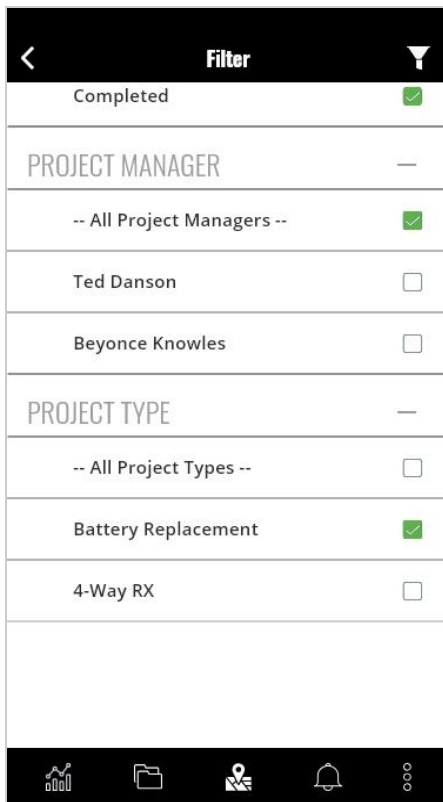 Filter
Completed
PROJECT MANAGER
-- All Project Managers --
Ted Danson
Beyonce Knowles
PROJECT TYPE
-- All Project Types --
Battery Replacement
4-Way RX